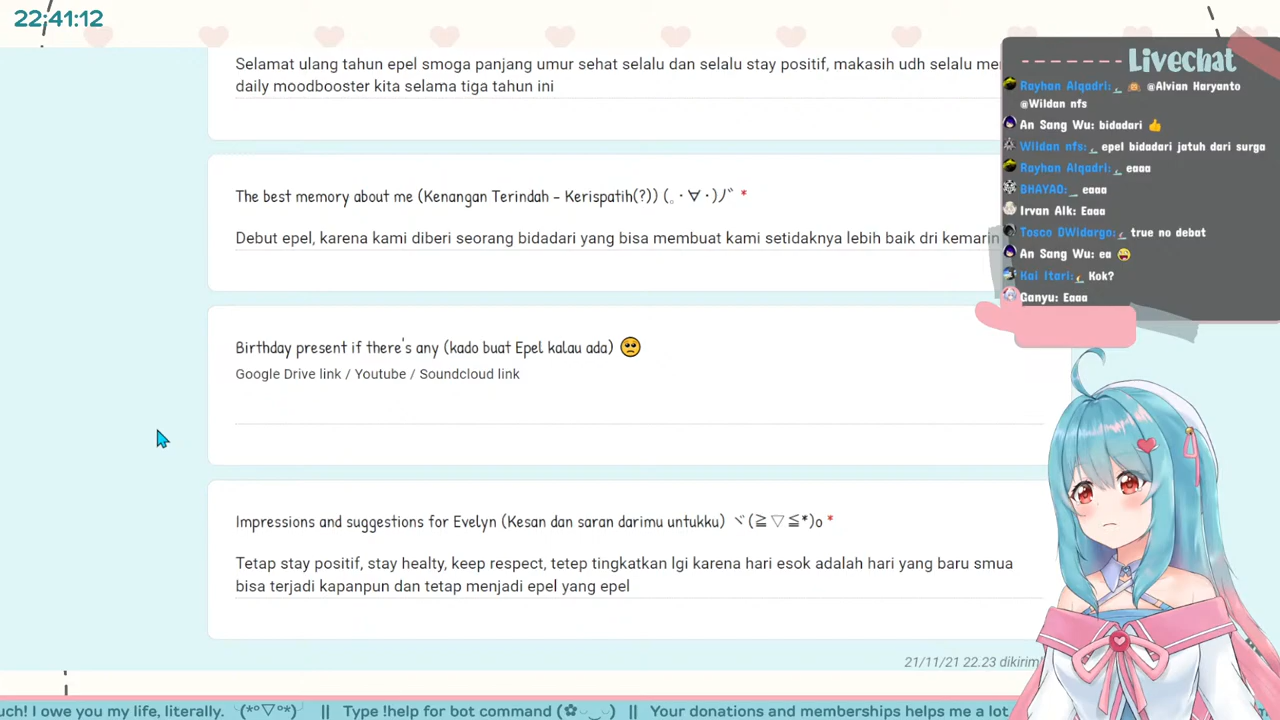 22:41:12
Selamat ulang tahun epel smoga panjang umur sehat selalu dan selalu stay positif, makasih udh selalu
daily moodbooster kita selama tiga tahun ini
The best memory about me (Kenangan Terindah - Kerispatih(?)) (。・∀・)ノ゛ *
Debut epel, karena kami diberi seorang bidadari yang bisa membuat kami setidaknya lebih baik dri kemarin
Birthday present if there's any (kado buat Epel kalau ada) 🥺
Google Drive link / Youtube / Soundcloud link
Impressions and suggestions for Evelyn (Kesan dan saran darimu untukku) ヾ(≧▽≦*)o *
Tetap stay positif, stay healty, keep respect, tetep tingkatkan lgi karena hari esok adalah hari yang baru smua
bisa terjadi kapanpun dan tetap menjadi epel yang epel
21/11/21 22.23 dikirim
Livechat
Rayhan Alqadri: 🙈 @Alvian Haryanto
@Wildan nfs
An Sang Wu: bidadari 👍
Wildan nfs: epel bidadari jatuh dari surga
Rayhan Alqadri: eaaa
BHAYAO: eaaa
Irvan Alk: Eaaa
Tosco DWidargo: true no debat
An Sang Wu: ea 😜
Kai Itari: Kok?
Ganyu: Eaaa
uch! I owe you my life, literally. ╰(*°▽°*)╯ || Type !help for bot command (✿◡‿◡) || Your donations and memberships helps me a lot